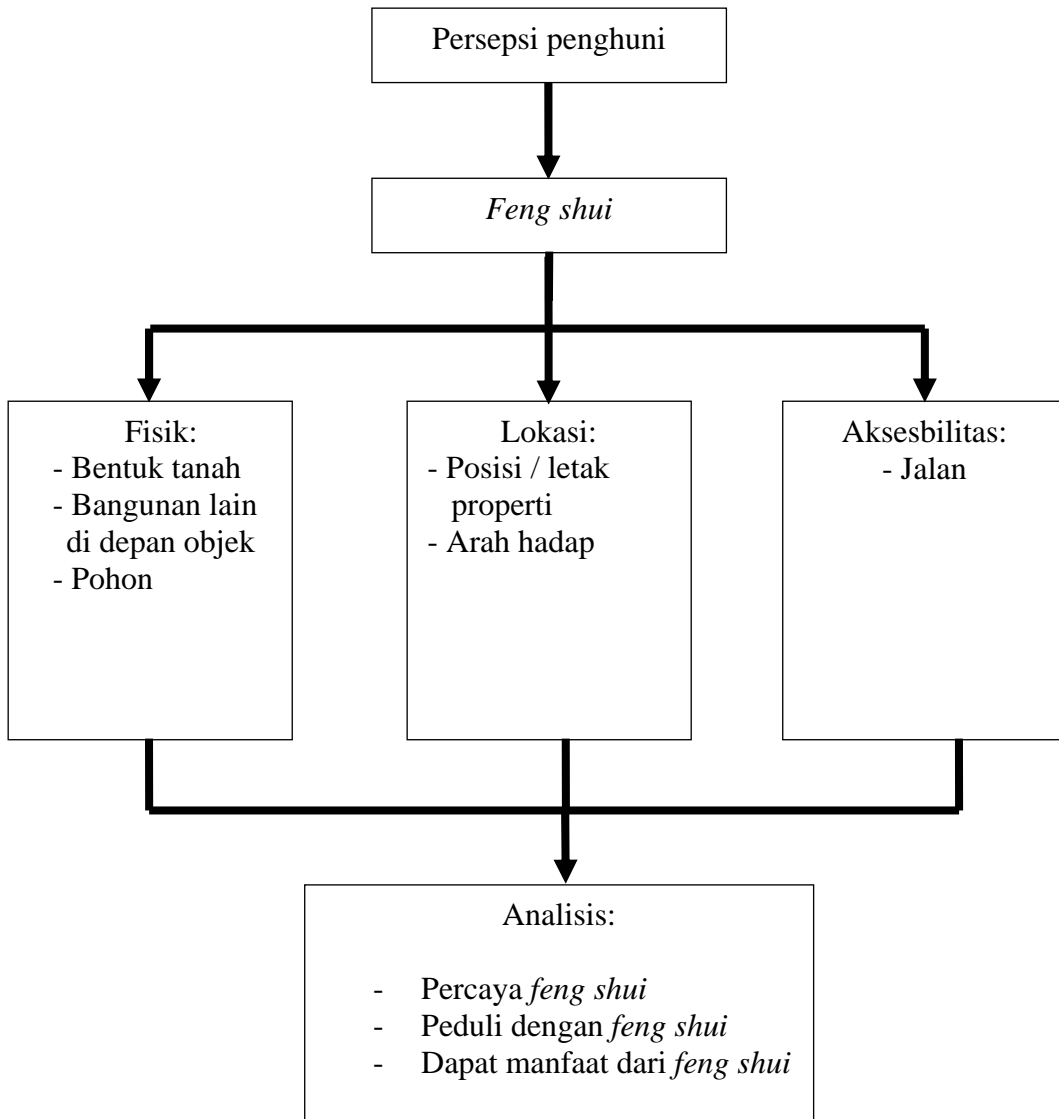 Persepsi penghuni
Feng shui
Fisik:
- Bentuk tanah
- Bangunan lain
di depan objek
- Pohon
Lokasi:
- Posisi / letak
properti
- Arah hadap
Aksesbilitas:
- Jalan
Analisis:
- Percaya feng shui
- Peduli dengan feng shui
- Dapat manfaat dari feng shui